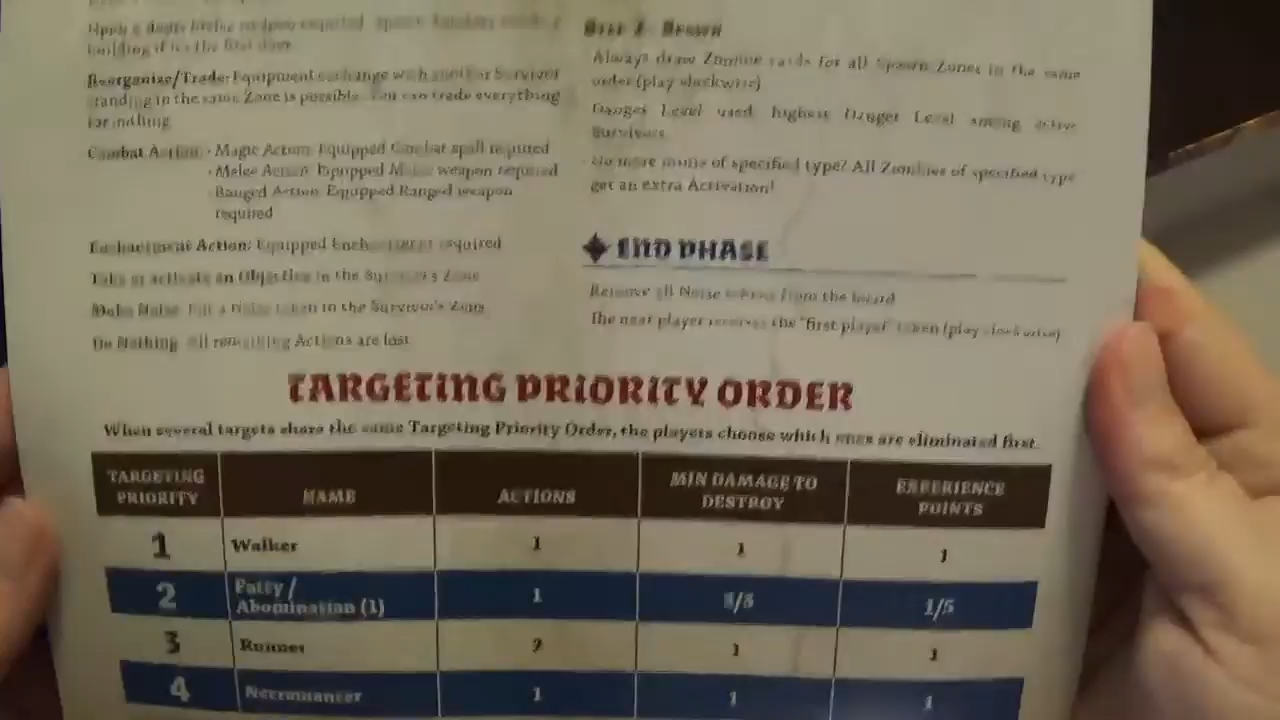 building if it's the first door
Reorganize/Trade: Equipment exchange with another Survivor
standing in the same Zone is possible. You can trade everything
for nothing
Combat Action: • Magic Action: Equipped Combat spell required
• Melee Action: Equipped Melee weapon required
• Ranged Action: Equipped Ranged weapon
required
Enchantment Action: Equipped Enchantment required
Take or activate an Objective in the Survivor's Zone
Make Noise: Put a Noise token in the Survivor's Zone
Do Nothing: All remaining Actions are lost
Always draw Zombie cards for all Spawn Zones in the same
order (play clockwise)
Danger Level used: highest Danger Level among active
Survivors
No more minis of specified type? All Zombies of specified type
get an extra Activation!
END PHASE
Remove all Noise tokens from the board
The next player receives the "first player" token (play clockwise)
TARGETING PRIORITY ORDER
When several targets share the same Targeting Priority Order, the players choose which ones are eliminated first.
TARGETING PRIORITY NAME ACTIONS MIN DAMAGE TO DESTROY EXPERIENCE POINTS
1 Walker 1 1 1
2 Fatty / Abomination (1) 1 /3 1/5
3 Runner 2 1 1
4 Necromancer 1 1 1